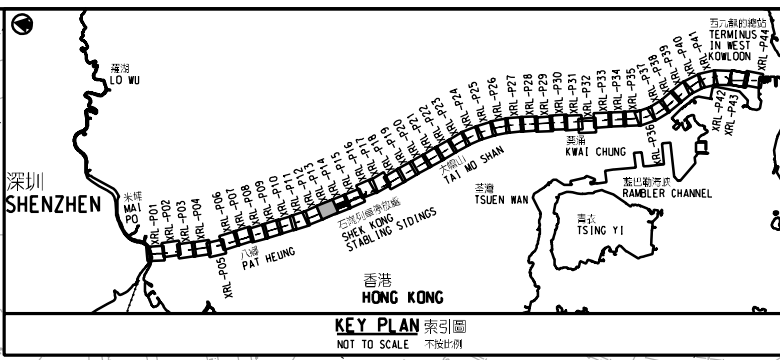 羅湖
LO WU
深圳
SHENZHEN
米埔
MAI
PO
XRL-P01
XRL-P02
XRL-P03
XRL-P04
XRL-P05
XRL-P06
XRL-P07
XRL-P08
XRL-P09
XRL-P10
XRL-P11
XRL-P12
XRL-P13
XRL-P14
XRL-P15
XRL-P16
XRL-P17
XRL-P18
XRL-P19
XRL-P20
XRL-P21
XRL-P22
XRL-P23
XRL-P24
XRL-P25
XRL-P26
XRL-P27
XRL-P28
XRL-P29
XRL-P30
XRL-P31
XRL-P32
XRL-P33
XRL-P34
XRL-P35
XRL-P36
XRL-P37
XRL-P38
XRL-P39
XRL-P40
XRL-P41
XRL-P42
XRL-P43
XRL-P44
西九龍的總站
TERMINUS
IN WEST
KOWLOON
八鄉
PAT HEUNG
SHEK KONG
STABLING SIDINGS
大帽山
TAI MO SHAN
葵涌
KWAI CHUNG
荃灣
TSUEN WAN
藍巴勒海峽
RAMBLER CHANNEL
青衣
TSING YI
香港
HONG KONG
KEY PLAN 索引圖
NOT TO SCALE 不按比例